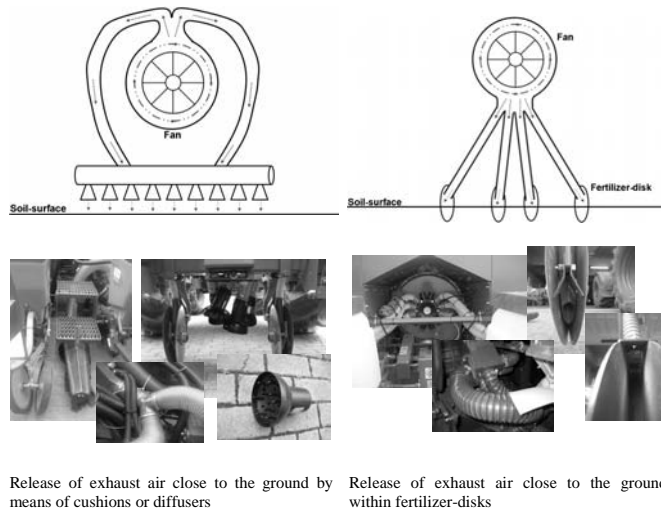 Fan
Soil-surface
Fan
Fertilizer-disk
Soil-surface
Release of exhaust air close to the ground by
means of cushions or diffusers
Release of exhaust air close to the ground
within fertilizer-disks